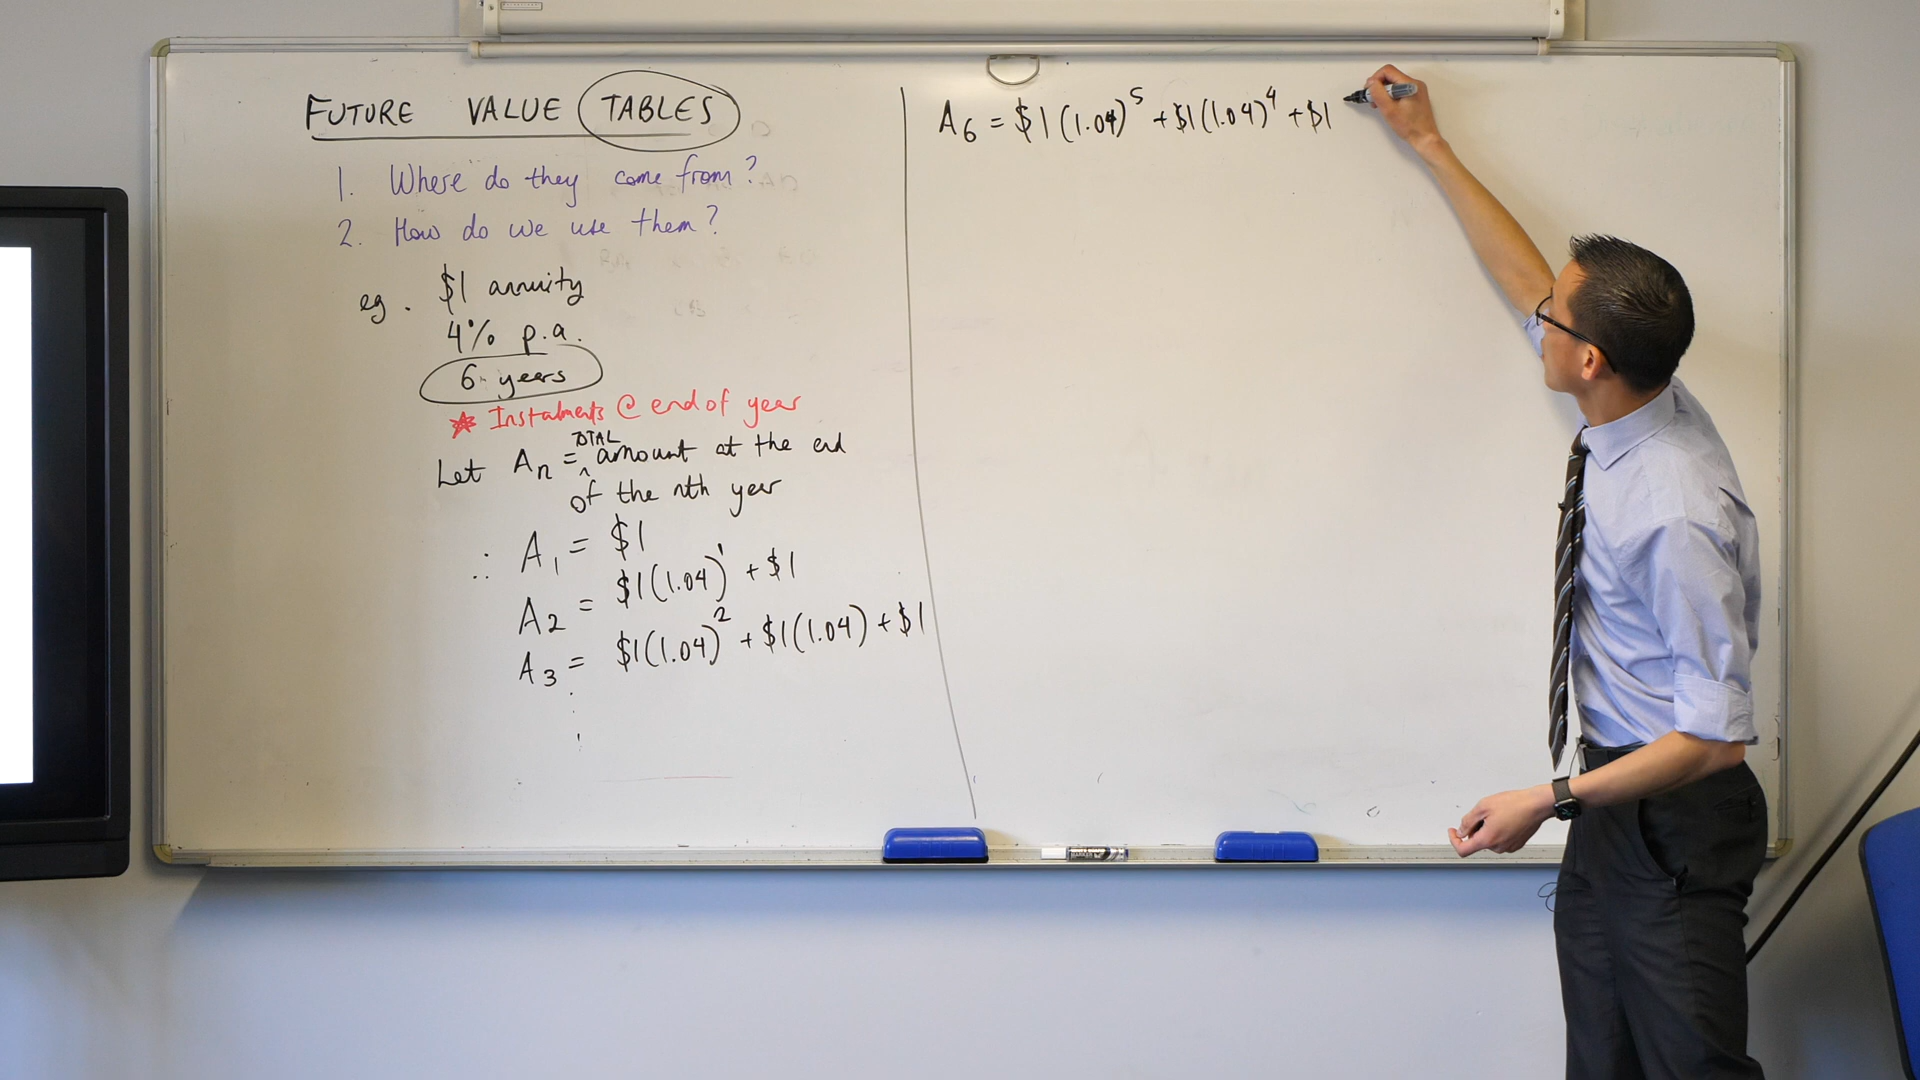 FUTURE VALUE TABLES
1. Where do they come from?
2. How do we use them?
eg. $1 annuity
4% p.a.
6 years
★ Instalments @ end of year
Let Aₙ = TOTAL amount at the end
of the nth year
∴ A₁ = $1
A₂ = $1(1.04)¹ + $1
A₃ = $1(1.04)² + $1(1.04) + $1
A₆ = $1(1.04)⁵ + $1(1.04)⁴ + $1